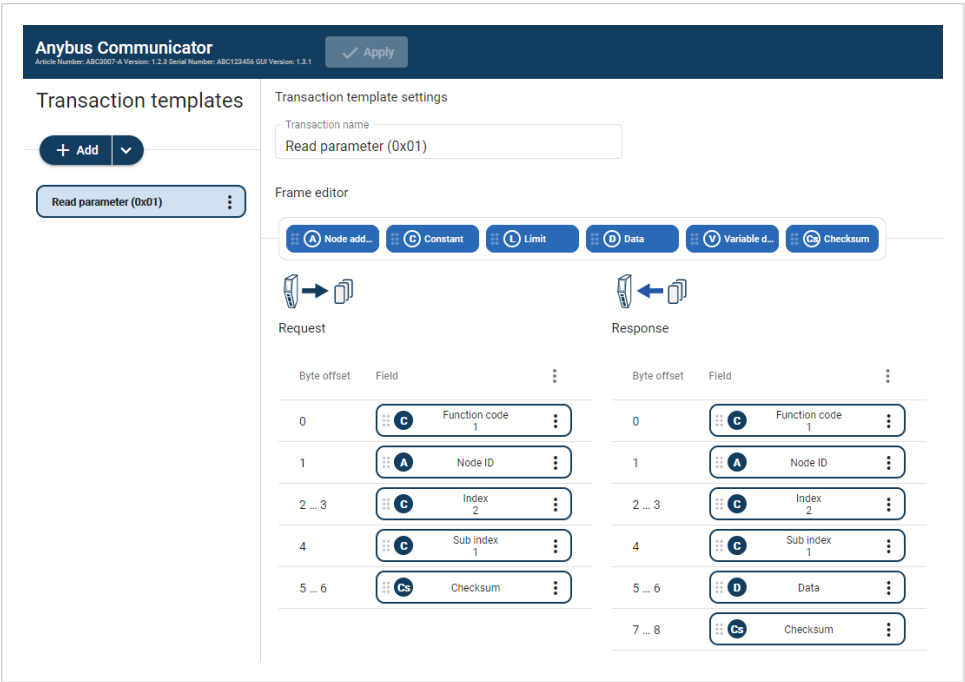 Anybus Communicator
Article Number: ABC3007-A Version: 1.2.3 Serial Number: ABC123456 GUI Version: 1.3.1
Apply
Transaction templates
Add
Read parameter (0x01)
Transaction template settings
Transaction name
Read parameter (0x01)
Frame editor
A Node add...
C Constant
L Limit
D Data
V Variable d...
Cs Checksum
Request
Byte offset Field
0 C Function code
1
1 A Node ID
2 ... 3 C Index
2
4 C Sub index
1
5 ... 6 Cs Checksum
Response
Byte offset Field
0 C Function code
1
1 A Node ID
2 ... 3 C Index
2
4 C Sub index
1
5 ... 6 D Data
7 ... 8 Cs Checksum